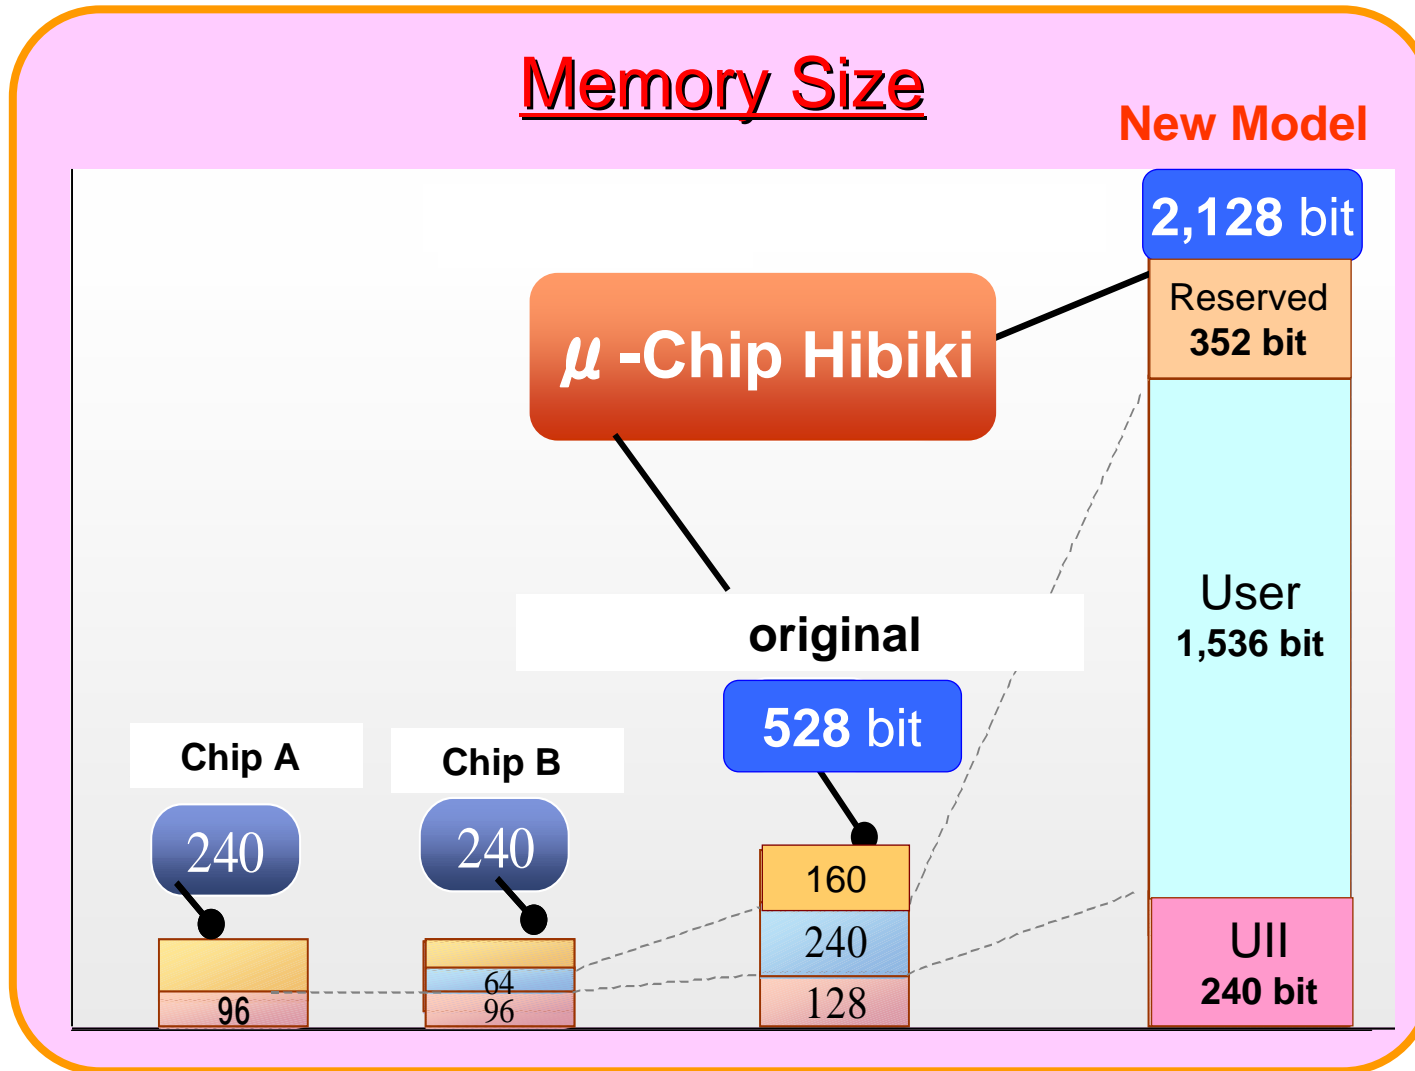 Memory Size
New Model
2,128 bit
Reserved
352 bit
μ-Chip Hibiki
User
1,536 bit
original
528 bit
Chip A
Chip B
240
240
160
240
128
64
96
96
UII
240 bit